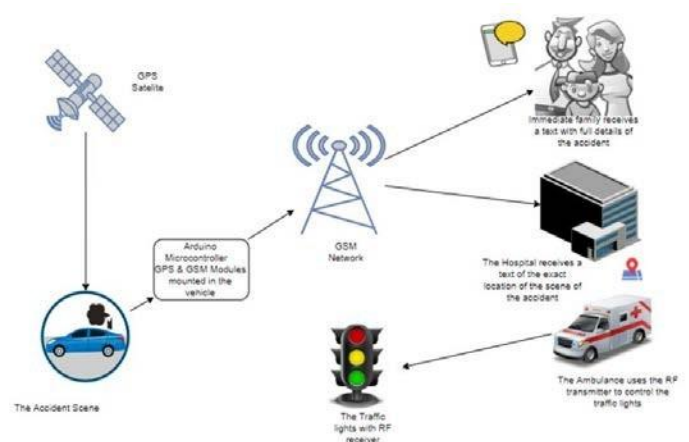 GPS
Satelite
Immediate family receives
a text with full details of
the accident
GSM
Network
Arduino
Microcontroller
GPS & GSM Modules
mounted in the
vehicle
The Hospital receives a
text of the exact
location of the scene of
the accident
The Accident Scene
The Traffic
lights with RF
receiver
The Ambulance uses the RF
transmitter to control the
traffic lights